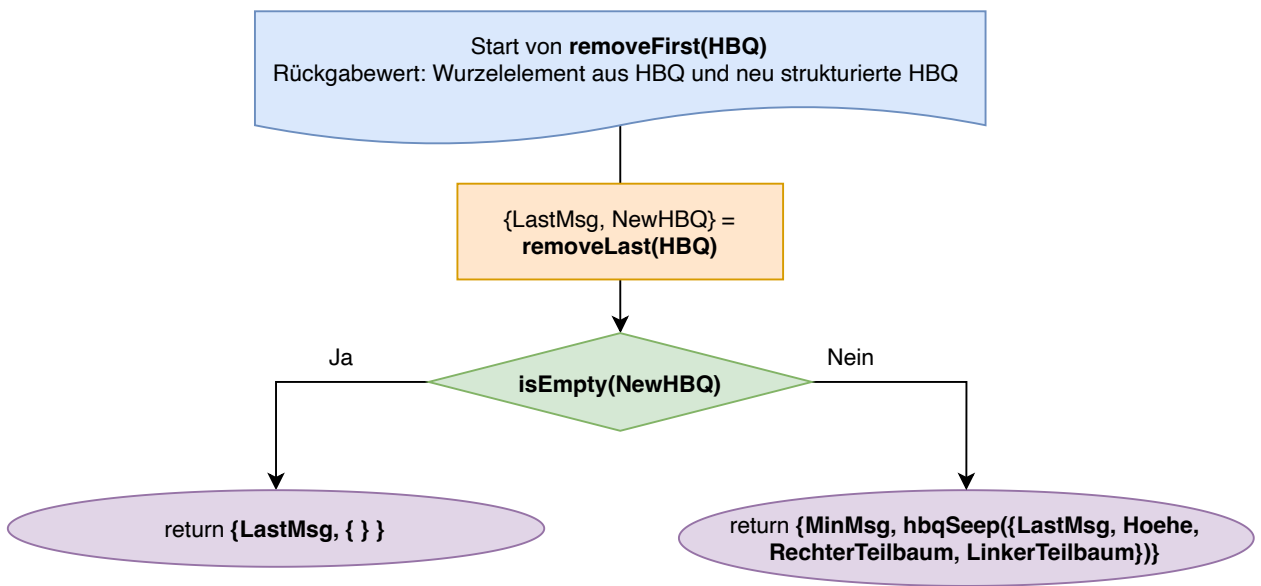 Start von removeFirst(HBQ)
Rückgabewert: Wurzelelement aus HBQ und neu strukturierte HBQ
{LastMsg, NewHBQ} =
removeLast(HBQ)
Ja
Nein
isEmpty(NewHBQ)
return {LastMsg, { } }
return {MinMsg, hbqSeep({LastMsg, Hoehe,
RechterTeilbaum, LinkerTeilbaum})}